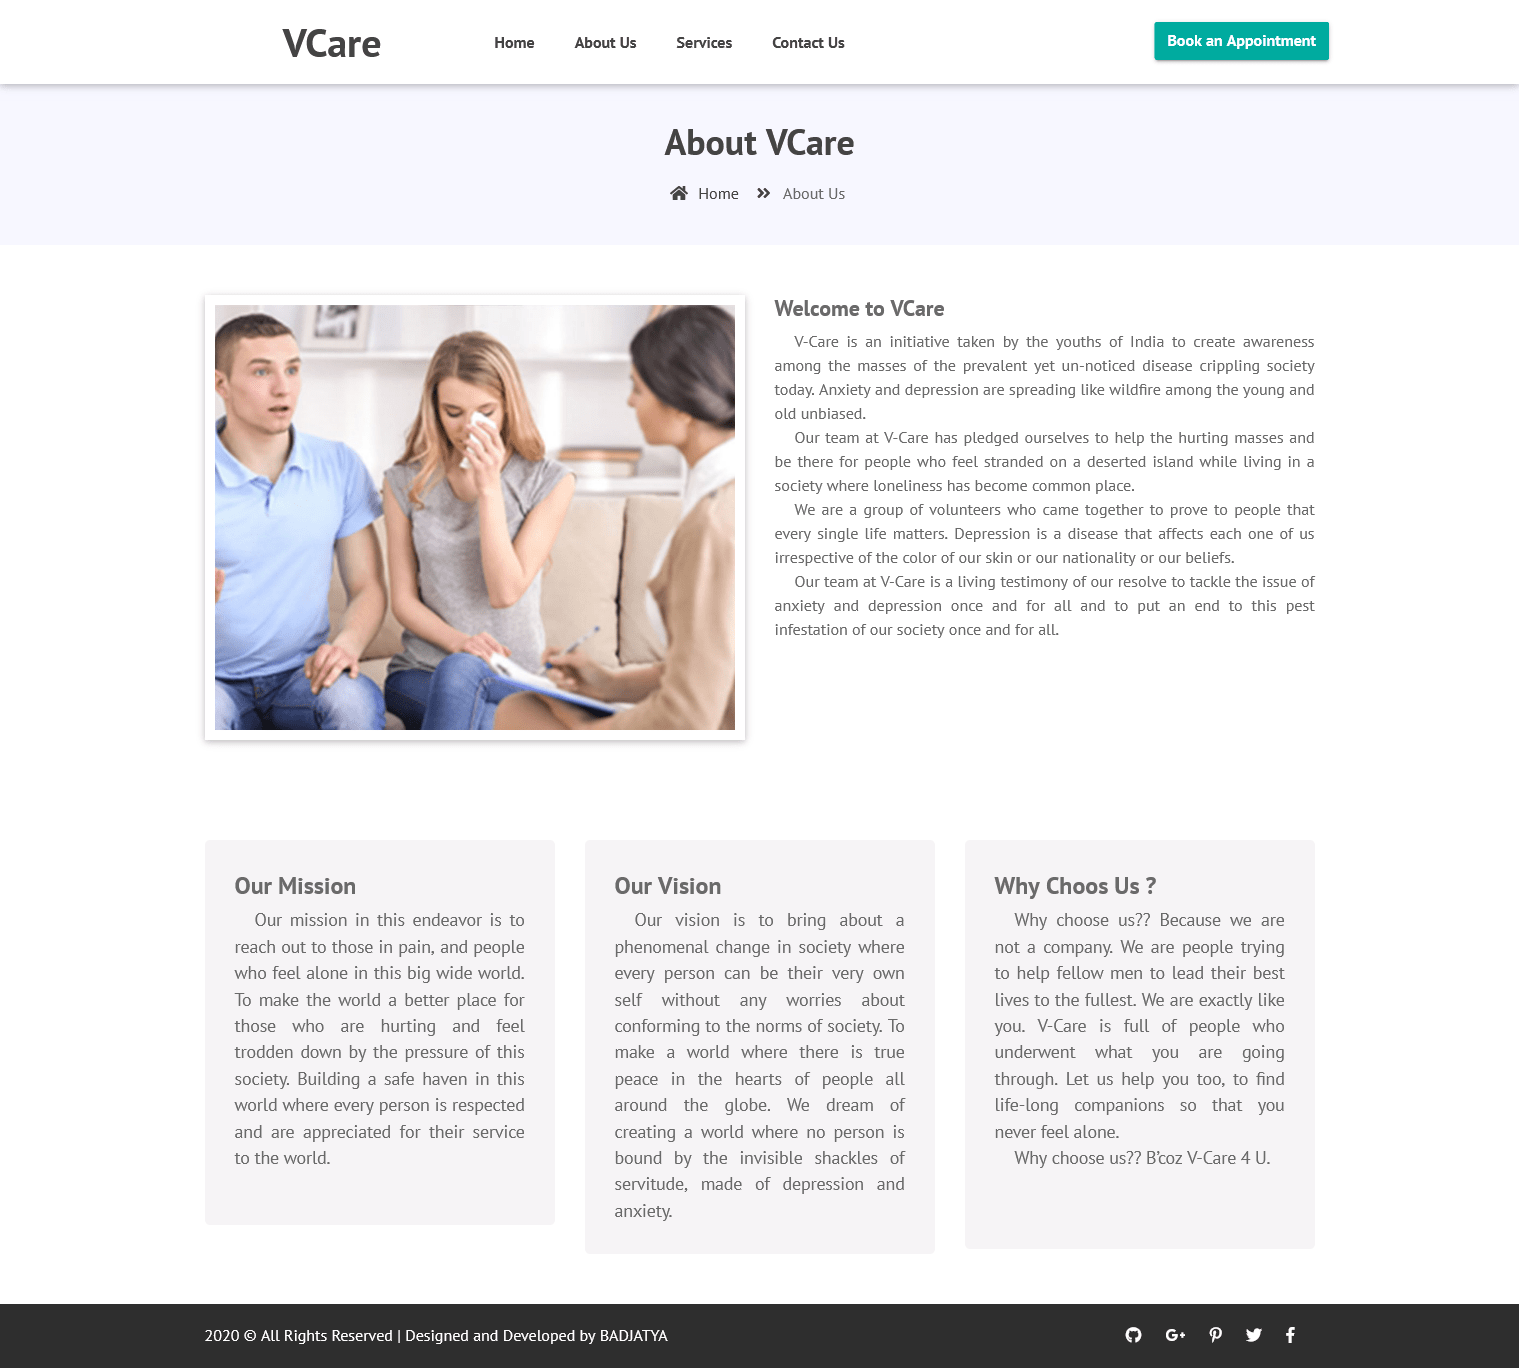 VCare
Home
About Us
Services
Contact Us
Book an Appointment
About VCare
Home
About Us
Welcome to VCare
V-Care is an initiative taken by the youths of India to create awareness
among the masses of the prevalent yet un-noticed disease crippling society
today. Anxiety and depression are spreading like wildfire among the young and
old unbiased.
Our team at V-Care has pledged ourselves to help the hurting masses and
be there for people who feel stranded on a deserted island while living in a
society where loneliness has become common place.
We are a group of volunteers who came together to prove to people that
every single life matters. Depression is a disease that affects each one of us
irrespective of the color of our skin or our nationality or our beliefs.
Our team at V-Care is a living testimony of our resolve to tackle the issue of
anxiety and depression once and for all and to put an end to this pest
infestation of our society once and for all.
Our Mission
Our mission in this endeavor is to
reach out to those in pain, and people
who feel alone in this big wide world.
To make the world a better place for
those who are hurting and feel
trodden down by the pressure of this
society. Building a safe haven in this
world where every person is respected
and are appreciated for their service
to the world.
Our Vision
Our vision is to bring about a
phenomenal change in society where
every person can be their very own
self without any worries about
conforming to the norms of society. To
make a world where there is true
peace in the hearts of people all
around the globe. We dream of
creating a world where no person is
bound by the invisible shackles of
servitude, made of depression and
anxiety.
Why Choos Us ?
Why choose us?? Because we are
not a company. We are people trying
to help fellow men to lead their best
lives to the fullest. We are exactly like
you. V-Care is full of people who
underwent what you are going
through. Let us help you too, to find
life-long companions so that you
never feel alone.
Why choose us?? B’coz V-Care 4 U.
2020 © All Rights Reserved | Designed and Developed by BADJATYA